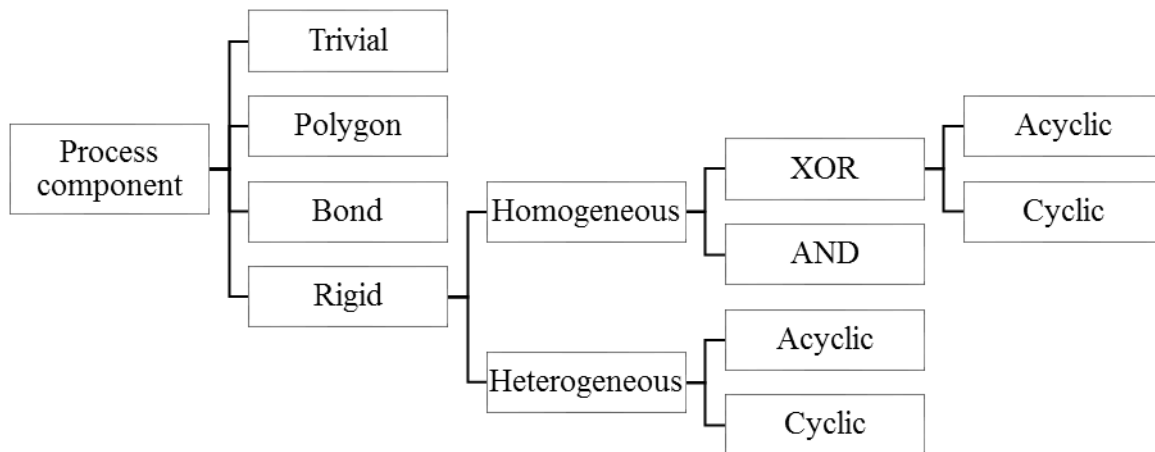 Process
component
Trivial
Polygon
Bond
Rigid
Homogeneous
Heterogeneous
XOR
AND
Acyclic
Cyclic
Acyclic
Cyclic